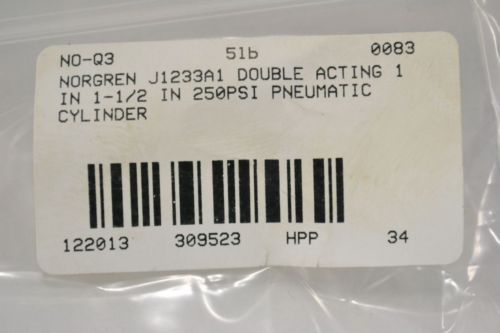 NO-Q3 51b 0083
NORGREN J1233A1 DOUBLE ACTING 1
IN 1-1/2 IN 250PSI PNEUMATIC
CYLINDER
122013 309523 HPP 34